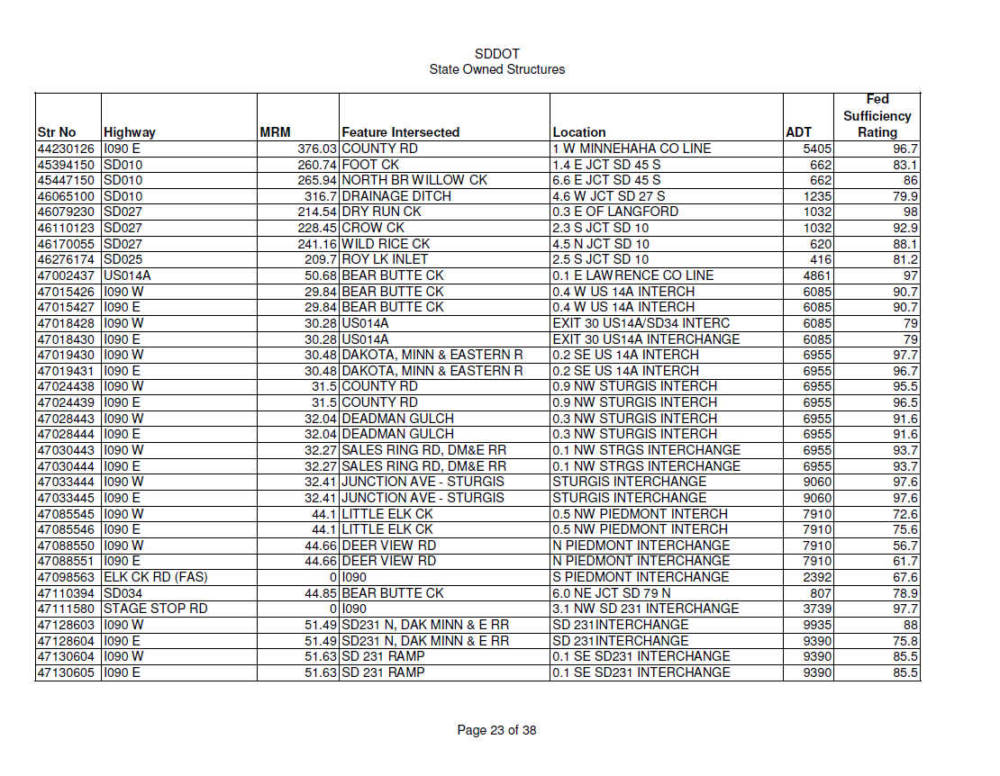 SDDOT
State Owned Structures
Fed
Sufficiency
Str No Highway MRM Feature Intersected Location ADT Rating
44230126 I090 E 376.03 COUNTY RD 1 W MINNEHAHA CO LINE 5405 96.7
45394150 SD010 260.74 FOOT CK 1.4 E JCT SD 45 S 662 83.1
45447150 SD010 265.94 NORTH BR WILLOW CK 6.6 E JCT SD 45 S 662 86
46065100 SD010 316.7 DRAINAGE DITCH 4.6 W JCT SD 27 S 1235 79.9
46079230 SD027 214.54 DRY RUN CK 0.3 E OF LANGFORD 1032 98
46110123 SD027 228.45 CROW CK 2.3 S JCT SD 10 1032 92.9
46170055 SD027 241.16 WILD RICE CK 4.5 N JCT SD 10 620 88.1
46276174 SD025 209.7 ROY LK INLET 2.5 S JCT SD 10 416 81.2
47002437 US014A 50.68 BEAR BUTTE CK 0.1 E LAWRENCE CO LINE 4861 97
47015426 I090 W 29.84 BEAR BUTTE CK 0.4 W US 14A INTERCH 6085 90.7
47015427 I090 E 29.84 BEAR BUTTE CK 0.4 W US 14A INTERCH 6085 90.7
47018428 I090 W 30.28 US014A EXIT 30 US14A/SD34 INTERC 6085 79
47018430 I090 E 30.28 US014A EXIT 30 US14A INTERCHANGE 6085 79
47019430 I090 W 30.48 DAKOTA, MINN & EASTERN R 0.2 SE US 14A INTERCH 6955 97.7
47019431 I090 E 30.48 DAKOTA, MINN & EASTERN R 0.2 SE US 14A INTERCH 6955 96.7
47024438 I090 W 31.5 COUNTY RD 0.9 NW STURGIS INTERCH 6955 95.5
47024439 I090 E 31.5 COUNTY RD 0.9 NW STURGIS INTERCH 6955 96.5
47028443 I090 W 32.04 DEADMAN GULCH 0.3 NW STURGIS INTERCH 6955 91.6
47028444 I090 E 32.04 DEADMAN GULCH 0.3 NW STURGIS INTERCH 6955 91.6
47030443 I090 W 32.27 SALES RING RD, DM&E RR 0.1 NW STRGS INTERCHANGE 6955 93.7
47030444 I090 E 32.27 SALES RING RD, DM&E RR 0.1 NW STRGS INTERCHANGE 6955 93.7
47033444 I090 W 32.41 JUNCTION AVE - STURGIS STURGIS INTERCHANGE 9060 97.6
47033445 I090 E 32.41 JUNCTION AVE - STURGIS STURGIS INTERCHANGE 9060 97.6
47085545 I090 W 44.1 LITTLE ELK CK 0.5 NW PIEDMONT INTERCH 7910 72.6
47085546 I090 E 44.1 LITTLE ELK CK 0.5 NW PIEDMONT INTERCH 7910 75.6
47088550 I090 W 44.66 DEER VIEW RD N PIEDMONT INTERCHANGE 7910 56.7
47088551 I090 E 44.66 DEER VIEW RD N PIEDMONT INTERCHANGE 7910 61.7
47098563 ELK CK RD (FAS) 0 I090 S PIEDMONT INTERCHANGE 2392 67.6
47110394 SD034 44.85 BEAR BUTTE CK 6.0 NE JCT SD 79 N 807 78.9
47111580 STAGE STOP RD 0 I090 3.1 NW SD 231 INTERCHANGE 3739 97.7
47128603 I090 W 51.49 SD231 N, DAK MINN & E RR SD 231INTERCHANGE 9935 88
47128604 I090 E 51.49 SD231 N, DAK MINN & E RR SD 231INTERCHANGE 9390 75.8
47130604 I090 W 51.63 SD 231 RAMP 0.1 SE SD231 INTERCHANGE 9390 85.5
47130605 I090 E 51.63 SD 231 RAMP 0.1 SE SD231 INTERCHANGE 9390 85.5
Page 23 of 38